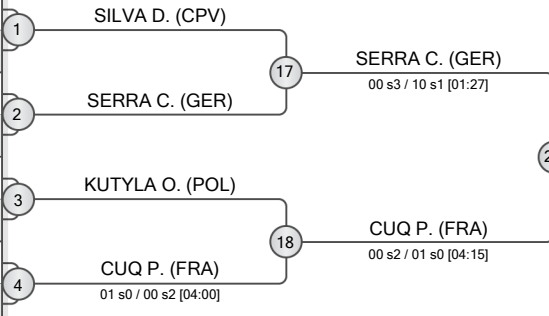 1
SILVA D. (CPV)
17
SERRA C. (GER)
00 s3 / 10 s1 [01:27]
2
SERRA C. (GER)
3
KUTYLA O. (POL)
18
CUQ P. (FRA)
00 s2 / 01 s0 [04:15]
4
CUQ P. (FRA)
01 s0 / 00 s2 [04:00]